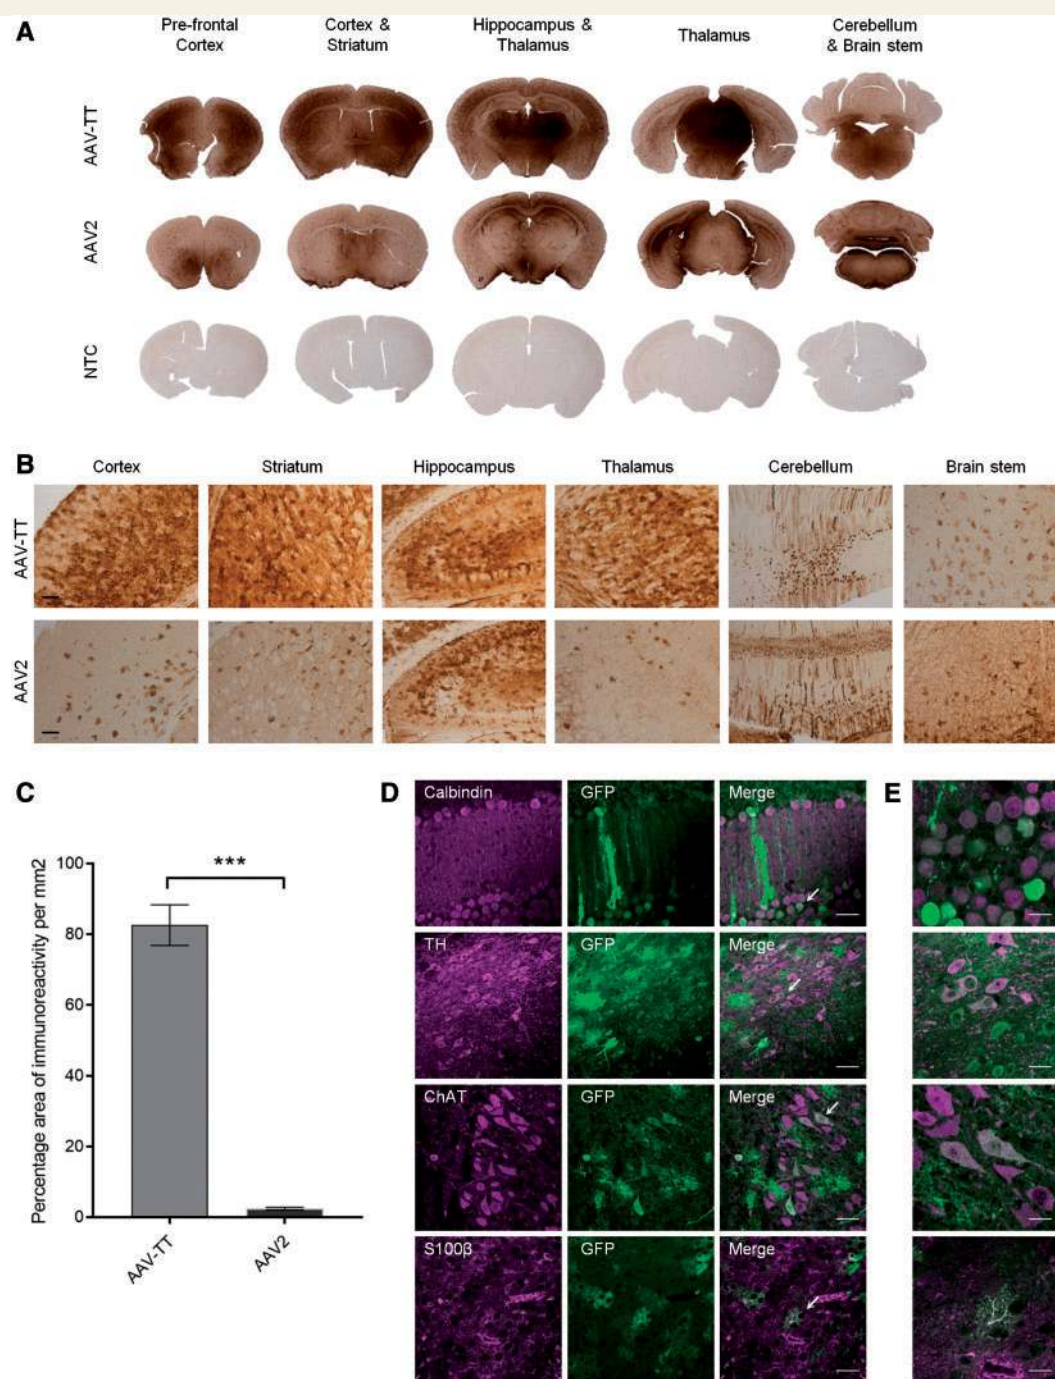 A
Pre-frontal
Cortex
Cortex &
Striatum
Hippocampus &
Thalamus
Thalamus
Cerebellum
& Brain stem
AAV-TT
AAV2
NTC
B
Cortex
Striatum
Hippocampus
Thalamus
Cerebellum
Brain stem
AAV-TT
AAV2
C
Percentage area of immunoreactivity per mm2
100
80
60
40
20
0
***
AAV-TT
AAV2
D
Calbindin
GFP
Merge
TH
GFP
Merge
ChAT
GFP
Merge
S100β
GFP
Merge
E